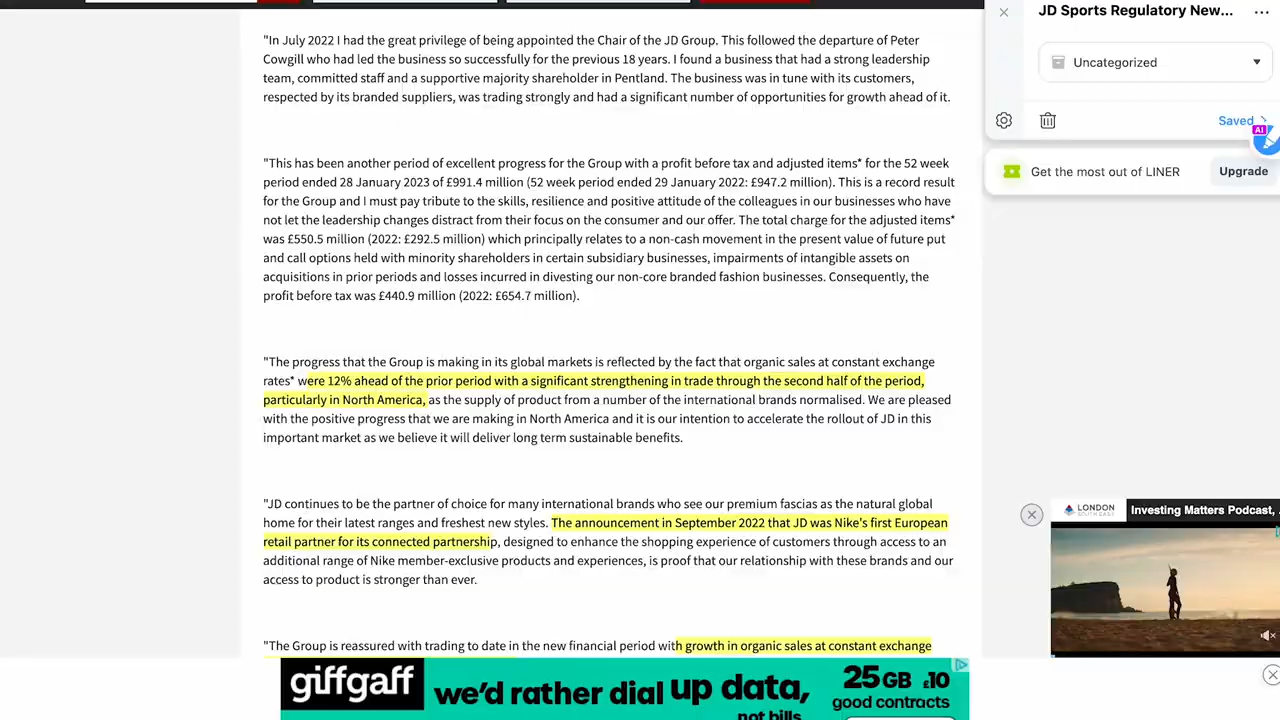 "In July 2022 I had the great privilege of being appointed the Chair of the JD Group. This followed the departure of Peter
Cowgill who had led the business so successfully for the previous 18 years. I found a business that had a strong leadership
team, committed staff and a supportive majority shareholder in Pentland. The business was in tune with its customers,
respected by its branded suppliers, was trading strongly and had a significant number of opportunities for growth ahead of it.
"This has been another period of excellent progress for the Group with a profit before tax and adjusted items* for the 52 week
period ended 28 January 2023 of £991.4 million (52 week period ended 29 January 2022: £947.2 million). This is a record result
for the Group and I must pay tribute to the skills, resilience and positive attitude of the colleagues in our businesses who have
not let the leadership changes distract from their focus on the consumer and our offer. The total charge for the adjusted items*
was £550.5 million (2022: £292.5 million) which principally relates to a non-cash movement in the present value of future put
and call options held with minority shareholders in certain subsidiary businesses, impairments of intangible assets on
acquisitions in prior periods and losses incurred in divesting our non-core branded fashion businesses. Consequently, the
profit before tax was £440.9 million (2022: £654.7 million).
"The progress that the Group is making in its global markets is reflected by the fact that organic sales at constant exchange
rates* were 12% ahead of the prior period with a significant strengthening in trade through the second half of the period,
particularly in North America, as the supply of product from a number of the international brands normalised. We are pleased
with the positive progress that we are making in North America and it is our intention to accelerate the rollout of JD in this
important market as we believe it will deliver long term sustainable benefits.
"JD continues to be the partner of choice for many international brands who see our premium fascias as the natural global
home for their latest ranges and freshest new styles. The announcement in September 2022 that JD was Nike's first European
retail partner for its connected partnership, designed to enhance the shopping experience of customers through access to an
additional range of Nike member-exclusive products and experiences, is proof that our relationship with these brands and our
access to product is stronger than ever.
"The Group is reassured with trading to date in the new financial period with growth in organic sales at constant exchange
JD Sports Regulatory New...
Uncategorized
Saved
AI
Get the most out of LINER
Upgrade
LONDON
SOUTH EAST
Investing Matters Podcast,
giffgaff
we'd rather dial up data,
not bills
25GB £10
good contracts